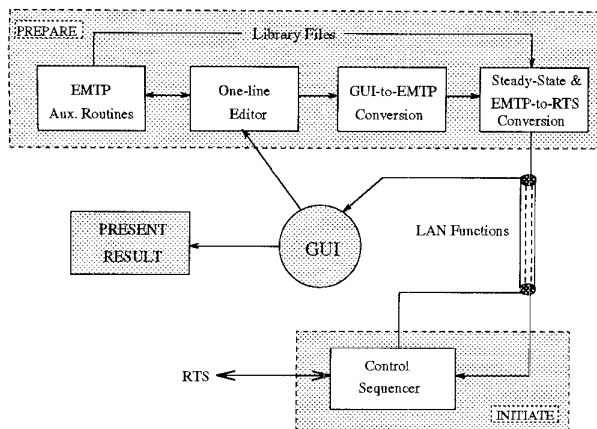 PREPARE
Library Files
EMTP
Aux. Routines
One-line
Editor
GUI-to-EMTP
Conversion
Steady-State &
EMTP-to-RTS
Conversion
PRESENT
RESULT
GUI
LAN Functions
RTS
Control
Sequencer
INITIATE